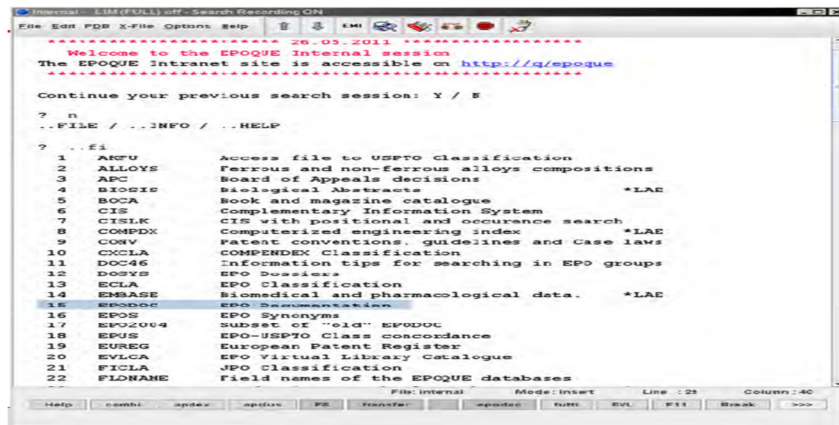 Internal - LIM (FULL) off - Search Recording ON
File Edit PDB X-File Options Help EMI
************************ 26.05.2011 ************************
Welcome to the EPOQUE Internal session
The EPOQUE Intranet site is accessible on http://q/epoque
************************************************************
Continue your previous search session: Y / N
? n
..FILE / ..INFO / ..HELP
? ..fi
1 ANFU Access file to USPTO Classification
2 ALLOYS Ferrous and non-ferrous alloys compositions
3 APC Board of Appeals decisions
4 BIOSIS Biological Abstracts *LAE
5 BOCA Book and magazine catalogue
6 CIS Complementary Information System
7 CISLK CIS with positional and occurence search
8 COMPDX Computerized engineering index *LAE
9 CONV Patent conventions, guidelines and Case laws
10 CXCLA COMPENDEX Classification
11 DOC46 Information tips for searching in EPO groups
12 DOSYS EPO Dossiers
13 ECLA EPO Classification
14 EMBASE Biomedical and pharmacological data. *LAE
15 EPODOC EPO Documentation
16 EPOS EPO Synonyms
17 EPO2004 Subset of "old" EPODOC
18 EPUS EPO-USPTO Class concordance
19 EUREG European Patent Register
20 EVLCA EPO Virtual Library Catalogue
21 FICLA JPO Classification
22 FLDNAME Field names of the EPOQUE databases
File: internal Mode: Insert Line : 25 Column : 40
Help combi apdex FS transfer epodoc tutti EVL F11 Break >>>